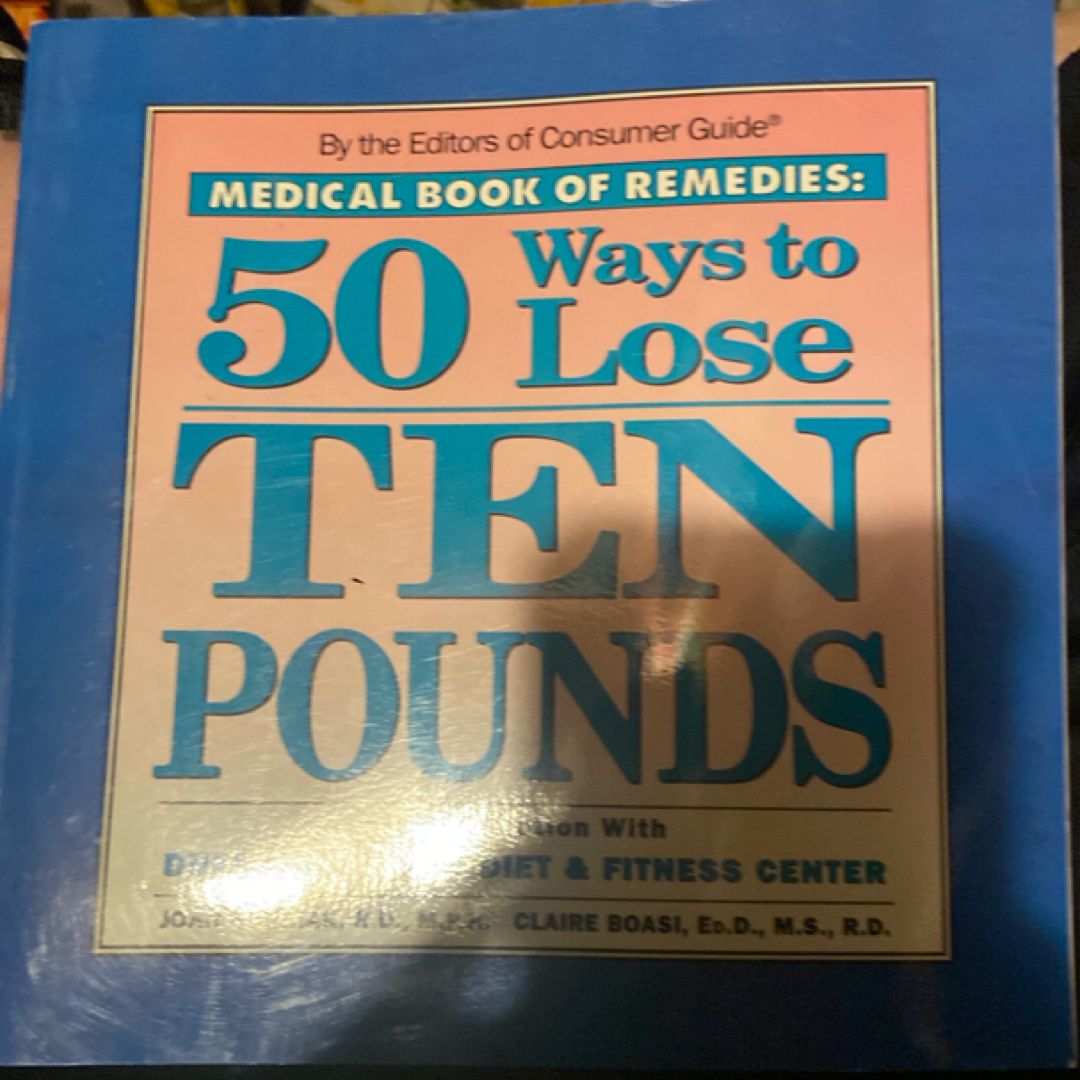 By the Editors of Consumer Guide®
MEDICAL BOOK OF REMEDIES:
50 Ways to
Lose
TEN
POUNDS
With
DIET & FITNESS CENTER
CLAIRE BOASI, Ed.D., M.S., R.D.